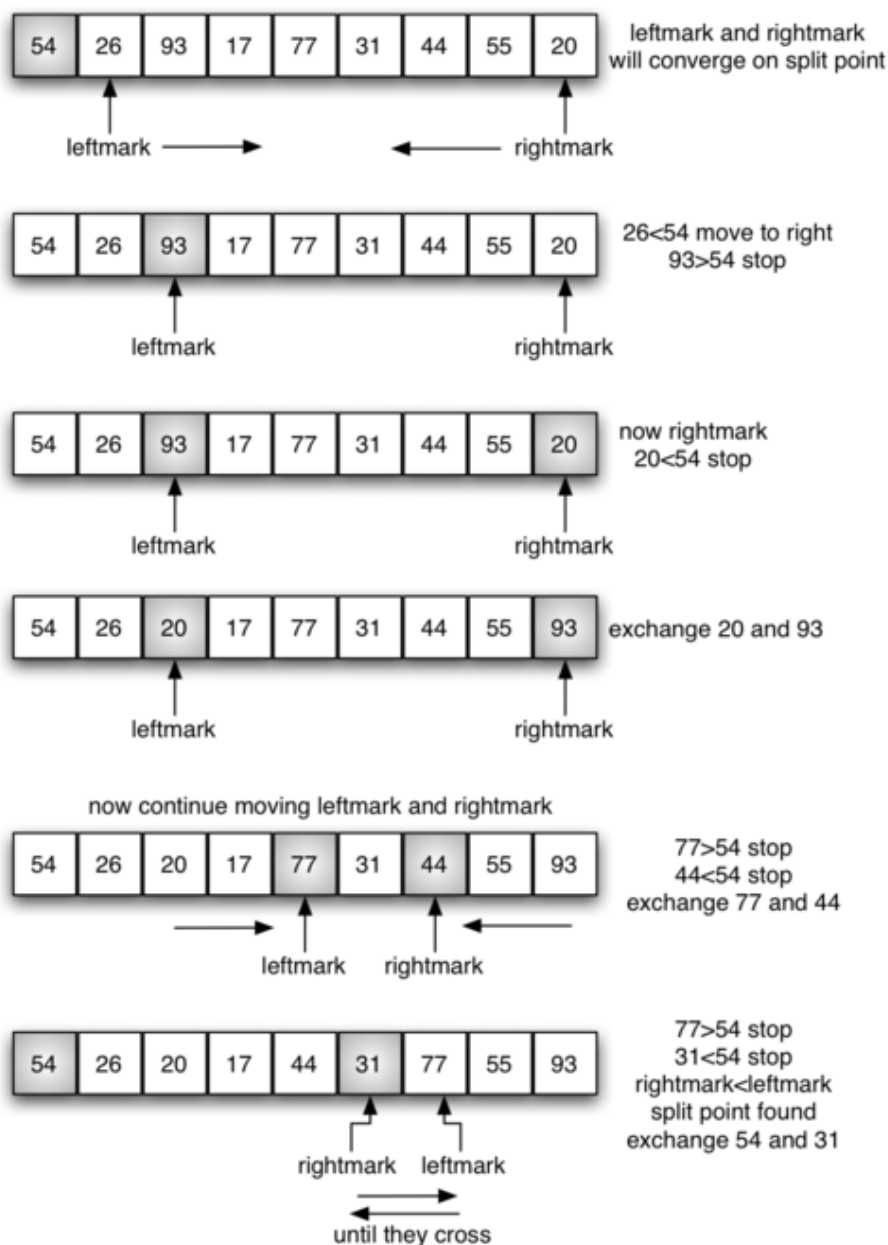 54 26 93 17 77 31 44 55 20
leftmark and rightmark
will converge on split point
leftmark rightmark
54 26 93 17 77 31 44 55 20
26<54 move to right
93>54 stop
leftmark rightmark
54 26 93 17 77 31 44 55 20
now rightmark
20<54 stop
leftmark rightmark
54 26 20 17 77 31 44 55 93
exchange 20 and 93
leftmark rightmark
now continue moving leftmark and rightmark
54 26 20 17 77 31 44 55 93
77>54 stop
44<54 stop
exchange 77 and 44
leftmark rightmark
54 26 20 17 44 31 77 55 93
77>54 stop
31<54 stop
rightmark<leftmark
split point found
exchange 54 and 31
rightmark leftmark
until they cross